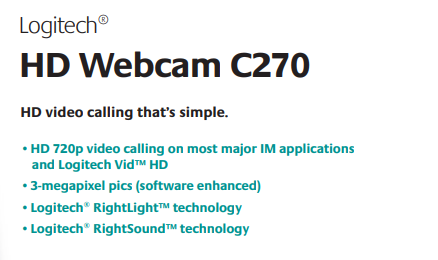 Logitech®
HD Webcam C270
HD video calling that's simple.
• HD 720p video calling on most major IM applications
and Logitech Vid™ HD
• 3-megapixel pics (software enhanced)
• Logitech® RightLight™ technology
• Logitech® RightSound™ technology